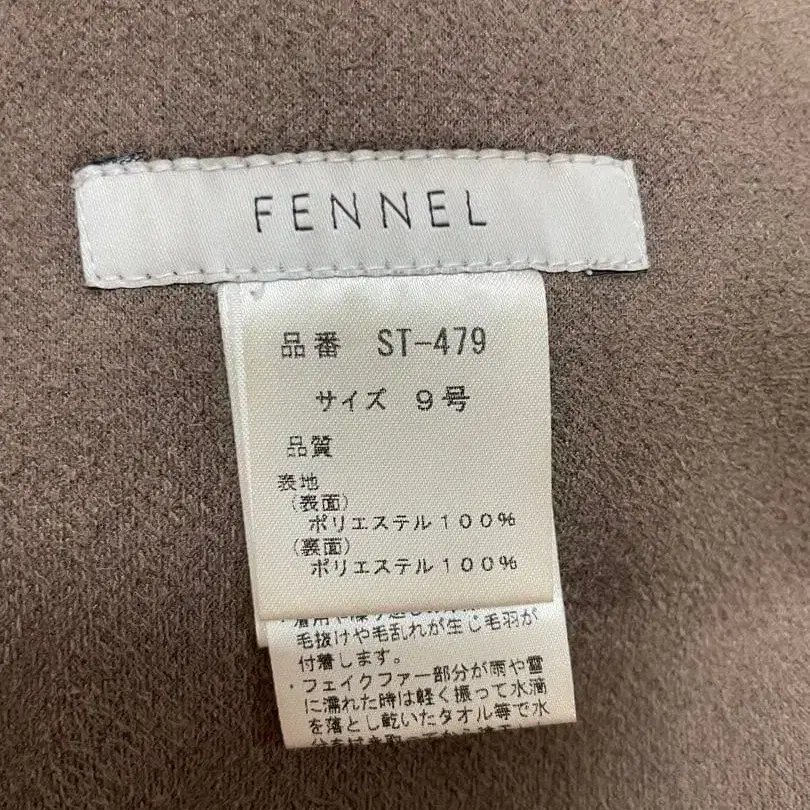 FENNEL
品番 ST-479
サイズ 9号
品質
表地
(表面)
ポリエステル100%
(裏面)
ポリエステル100%
毛抜けや毛乱れが生じ毛羽が
付着します。
・フェイクファー部分が雨や雪
に濡れた時は軽く振って水滴
を落とし乾いたタオル等で水